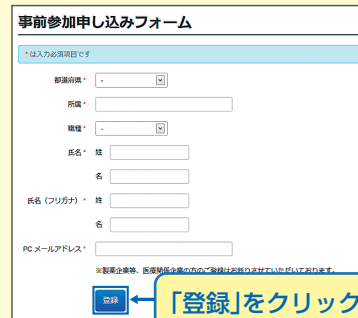 事前参加申し込みフォーム
*は入力必須項目です
都道府県* -
所属*
職種* -
氏名* 姓
名
氏名（フリガナ）* 姓
名
PC メールアドレス*
※製薬企業等、医療関係企業の方のご登録はお断りさせていただいております。
登録
「登録」をクリック